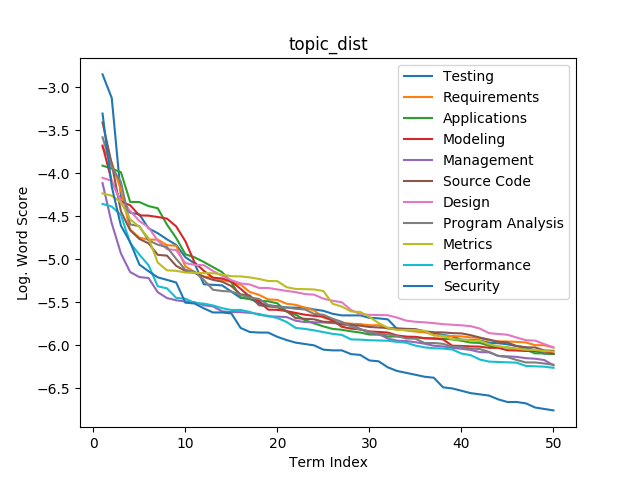 topic_dist
Log. Word Score
−3.0
−3.5
−4.0
−4.5
−5.0
−5.5
−6.0
−6.5
Testing
Requirements
Applications
Modeling
Management
Source Code
Design
Program Analysis
Metrics
Performance
Security
0 10 20 30 40 50
Term Index